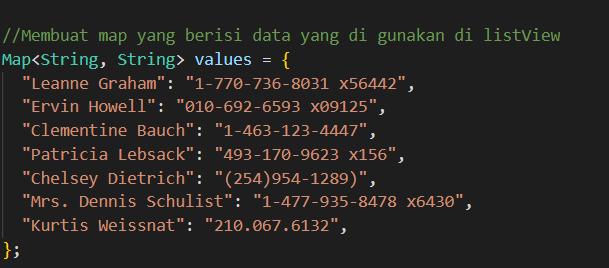 //Membuat map yang berisi data yang di gunakan di listView
Map<String, String> values = {
"Leanne Graham": "1-770-736-8031 x56442",
"Ervin Howell": "010-692-6593 x09125",
"Clementine Bauch": "1-463-123-4447",
"Patricia Lebsack": "493-170-9623 x156",
"Chelsey Dietrich": "(254)954-1289)",
"Mrs. Dennis Schulist": "1-477-935-8478 x6430",
"Kurtis Weissnat": "210.067.6132",
};